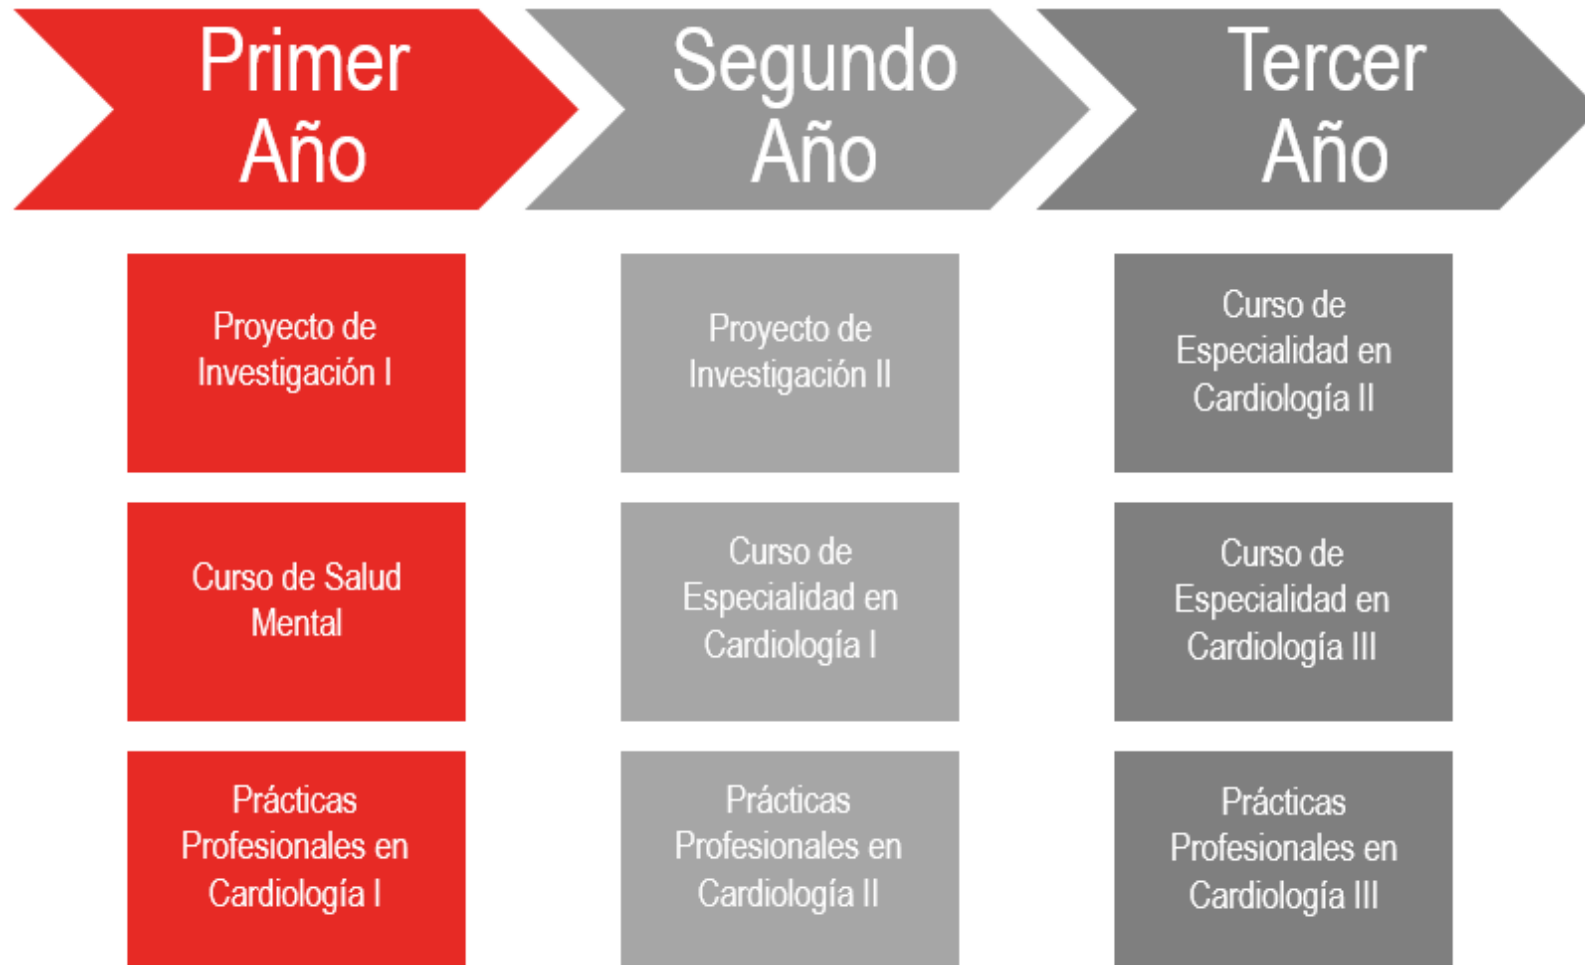 Primer
Año
Segundo
Año
Tercer
Año
Proyecto de
Investigación I
Proyecto de
Investigación II
Curso de
Especialidad en
Cardiología II
Curso de Salud
Mental
Curso de
Especialidad en
Cardiología I
Curso de
Especialidad en
Cardiología III
Prácticas
Profesionales en
Cardiología I
Prácticas
Profesionales en
Cardiología II
Prácticas
Profesionales en
Cardiología III